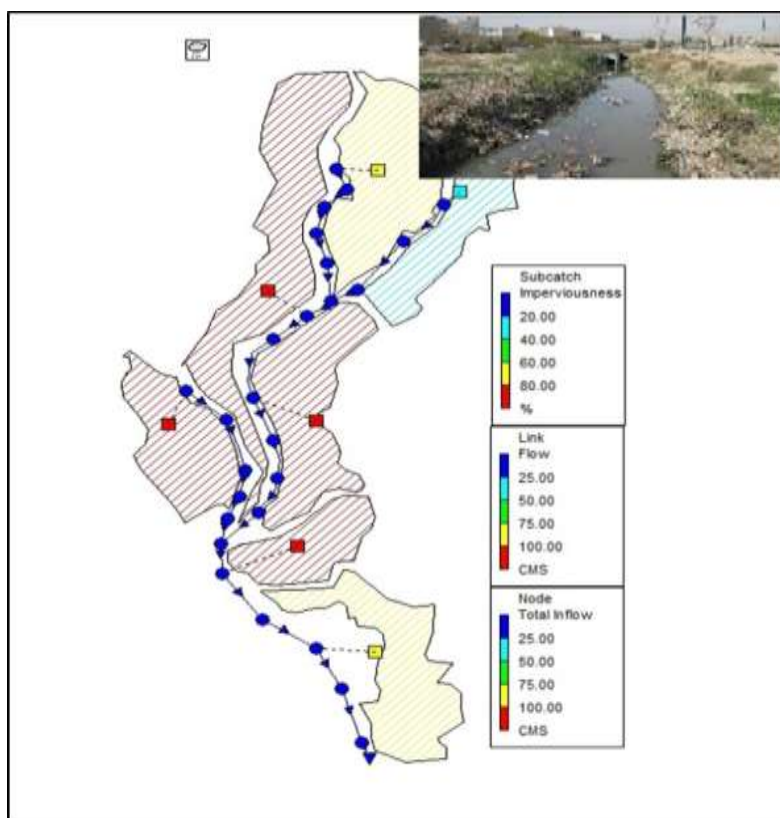 Subcatch
Imperviousness
20.00
40.00
60.00
80.00
%
Link
Flow
25.00
50.00
75.00
100.00
CMS
Node
Total Inflow
25.00
50.00
75.00
100.00
CMS